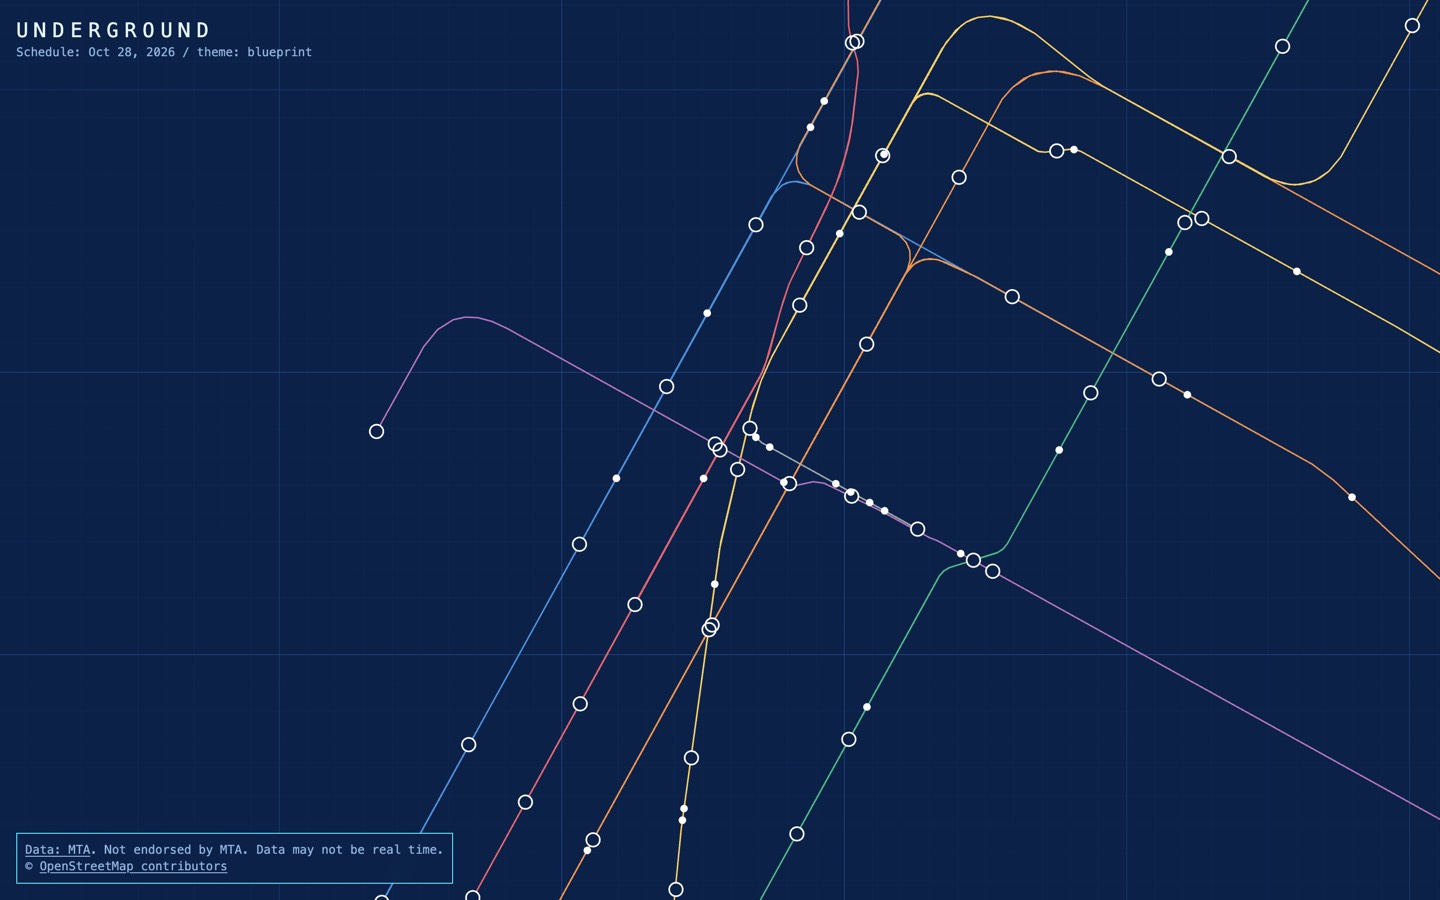 UNDERGROUND
Schedule: Oct 28, 2026 / theme: blueprint
Data: MTA. Not endorsed by MTA. Data may not be real time.
© OpenStreetMap contributors